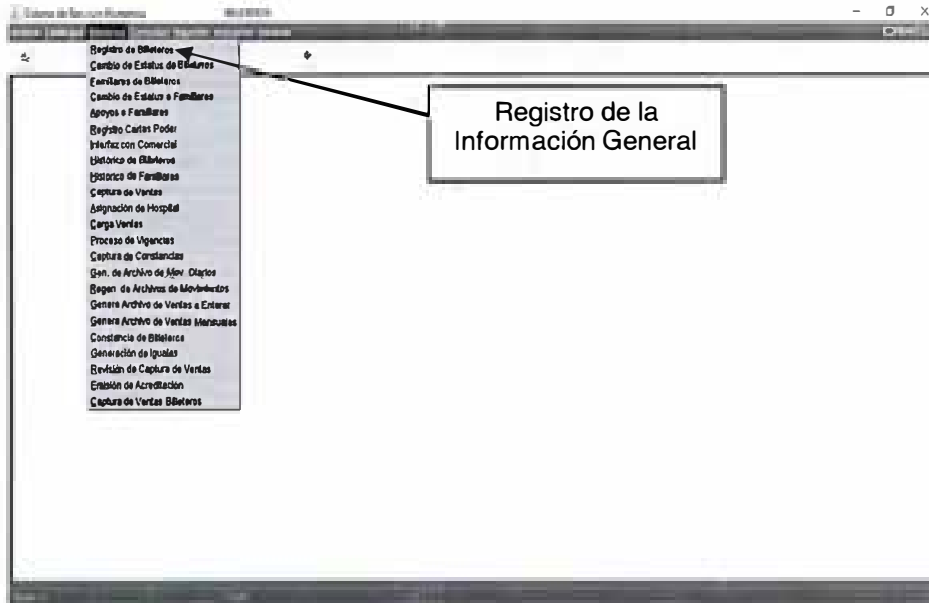 Registro de Billeteros
Cambio de Estatus de Billeteros
Familiares de Billeteros
Cambio de Estatus a Familiares
Apoyos a Familiares
Registro Cartas Poder
Interfaz con Comercial
Histórico de Billeteros
Histórico de Familiares
Captura de Ventas
Asignación de Hospital
Carga Ventas
Proceso de Vigencias
Captura de Constancias
Gen. de Archivo de Mov. Diarios
Regen. de Archivos de Movimientos
Genera Archivo de Ventas a Enterar
Genera Archivo de Ventas Mensuales
Constancia de Billeteros
Generación de Igualas
Revisión de Captura de Ventas
Emisión de Acreditación
Captura de Ventas Billeteros
Registro de la
Información General